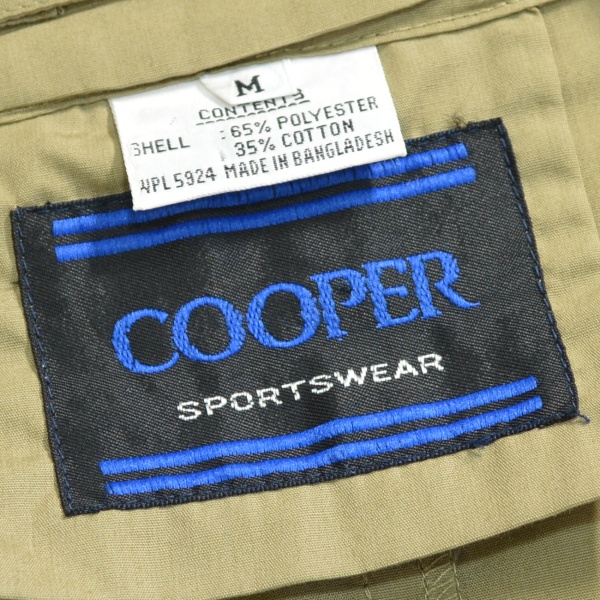 M
CONTENTS
SHELL : 65% POLYESTER
35% COTTON
WPL5924 MADE IN BANGLADESH
COOPER
SPORTSWEAR